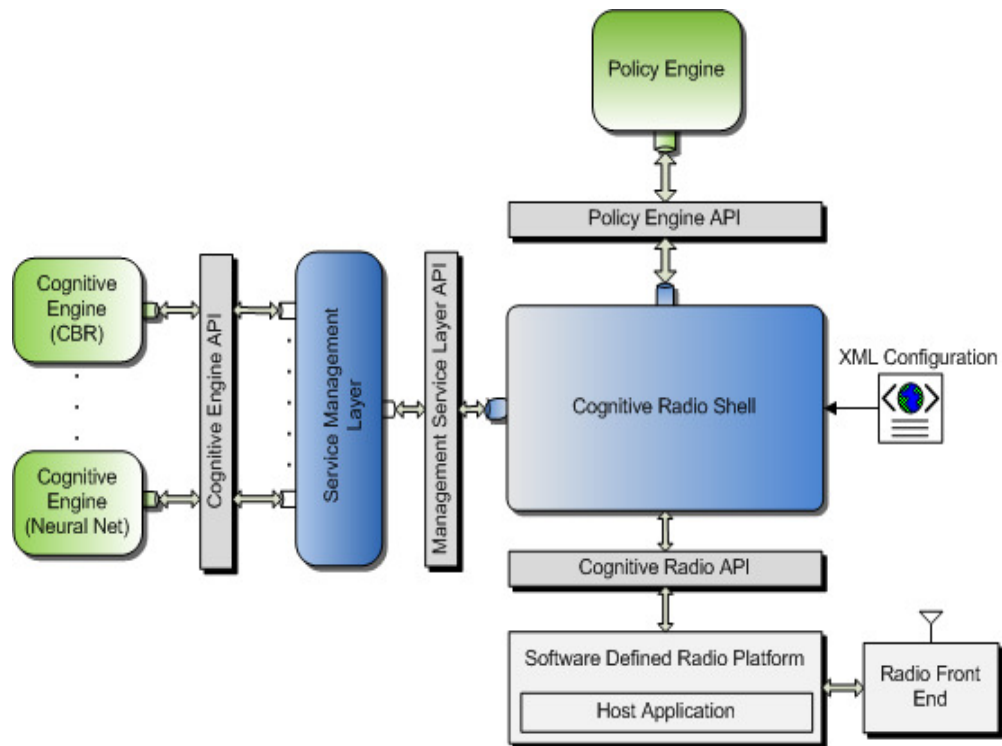 Policy Engine
Policy Engine API
Cognitive
Engine
(CBR)
Cognitive Engine API
Service Management
Layer
Management Service Layer API
Cognitive Radio Shell
XML Configuration
Cognitive
Engine
(Neural Net)
Cognitive Radio API
Software Defined Radio Platform
Host Application
Radio Front
End